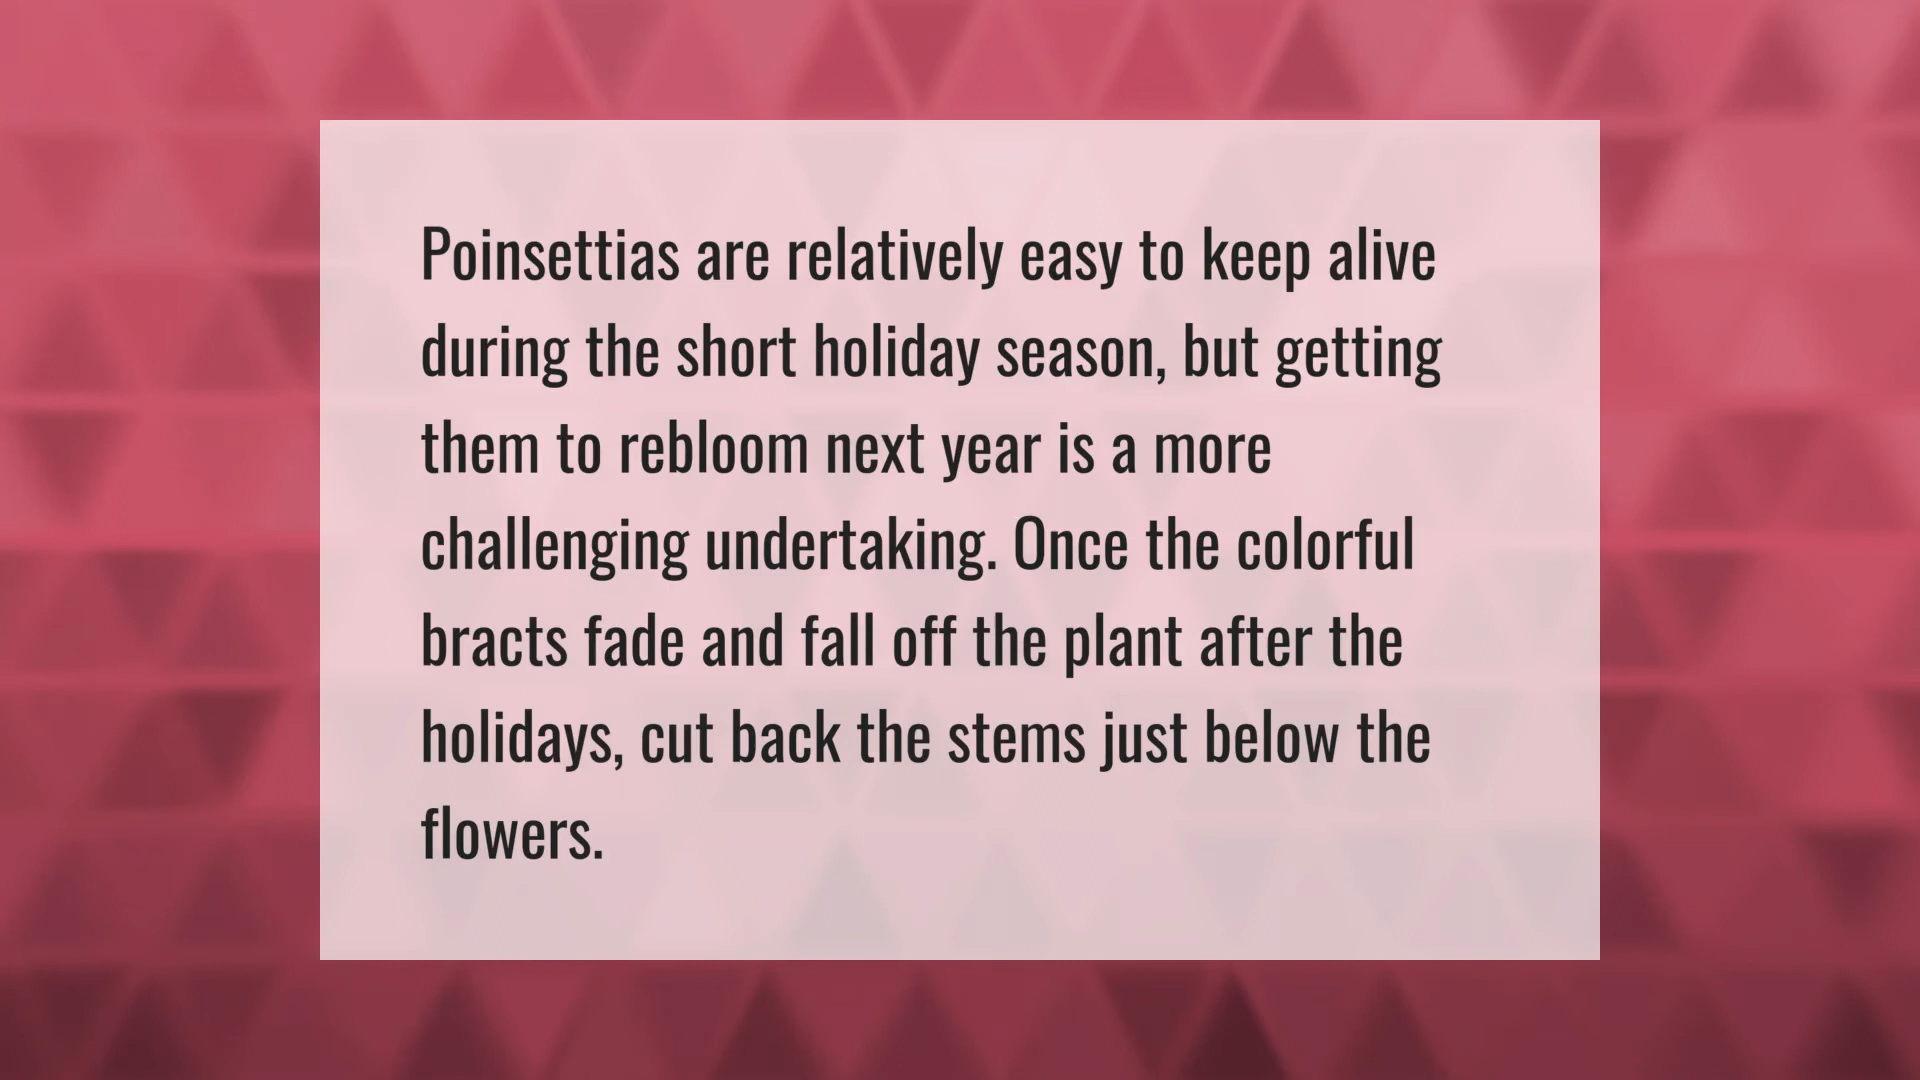 Poinsettias are relatively easy to keep alive
during the short holiday season, but getting
them to rebloom next year is a more
challenging undertaking. Once the colorful
bracts fade and fall off the plant after the
holidays, cut back the stems just below the
flowers.